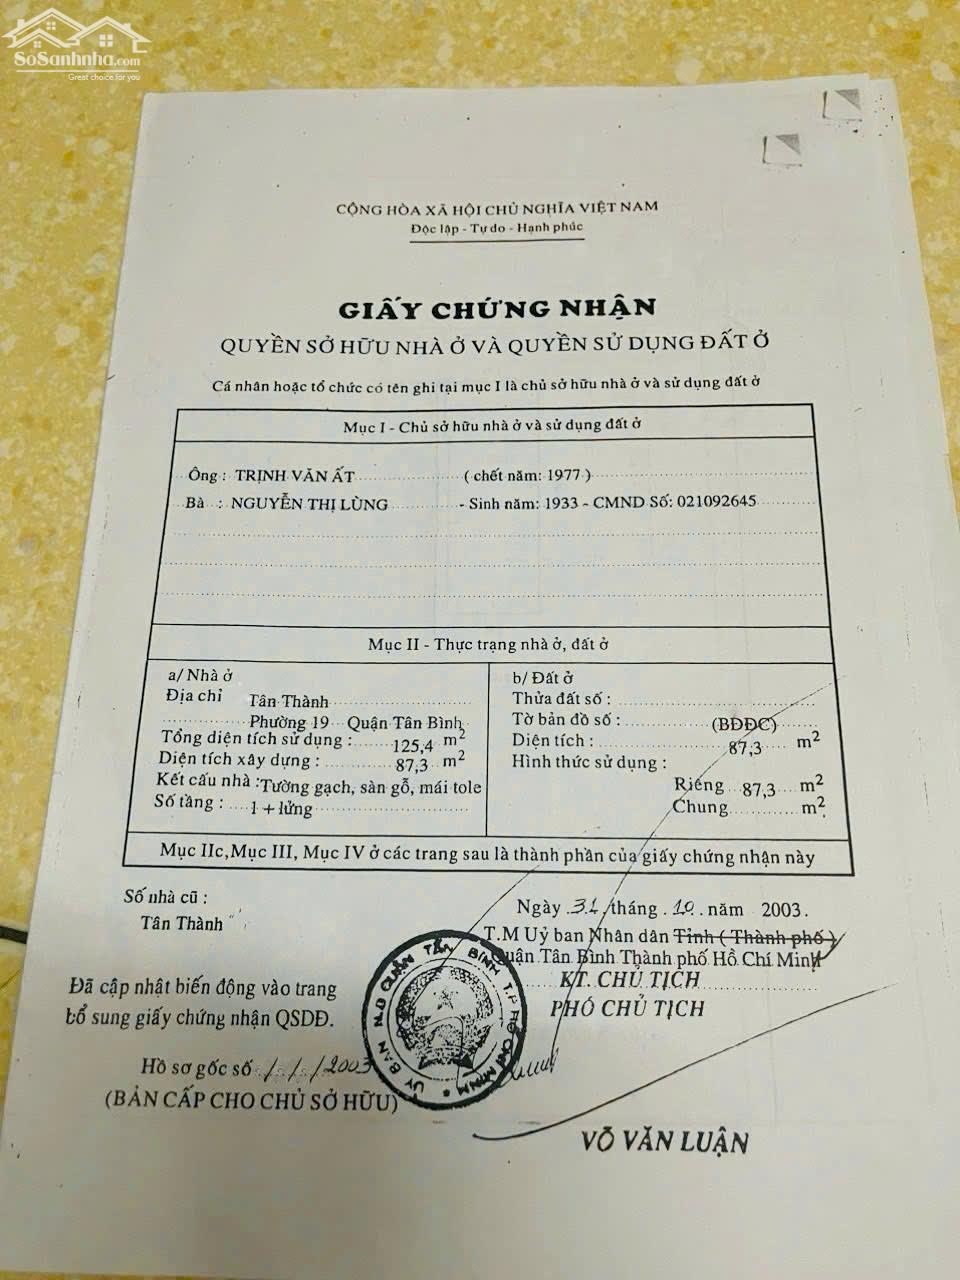 SoSanhnha.com
Great choice for you
CỘNG HÒA XÃ HỘI CHỦ NGHĨA VIỆT NAM
Độc lập - Tự do - Hạnh phúc
GIẤY CHỨNG NHẬN
QUYỀN SỞ HỮU NHÀ Ở VÀ QUYỀN SỬ DỤNG ĐẤT Ở
Cá nhân hoặc tổ chức có tên ghi tại mục I là chủ sở hữu nhà ở và sử dụng đất ở
Mục I - Chủ sở hữu nhà ở và sử dụng đất ở
Ông : TRỊNH VĂN ẤT ( chết năm: 1977 )
Bà : NGUYỄN THỊ LÙNG - Sinh năm: 1933 - CMND Số: 021092645
Mục II - Thực trạng nhà ở, đất ở
a/ Nhà ở
Địa chỉ Tân Thành
Phường 19 Quận Tân Bình
Tổng diện tích sử dụng : 125,4 m2
Diện tích xây dựng : 87,3 m2
Kết cấu nhà : Tường gạch, sàn gỗ, mái tole
Số tầng : 1 + lửng
b/ Đất ở
Thửa đất số :
Tờ bản đồ số : (BĐĐC)
Diện tích : 87,3 m2
Hình thức sử dụng :
Riêng 87,3 m2
Chung m2
Mục IIc, Mục III, Mục IV ở các trang sau là thành phần của giấy chứng nhận này
Số nhà cũ :
Tân Thành
Đã cập nhật biến động vào trang
bổ sung giấy chứng nhận QSDĐ.
Hồ sơ gốc số / / / 2003
(BẢN CẤP CHO CHỦ SỞ HỮU)
Ngày 31 tháng 10 năm 2003
T.M Uỷ ban Nhân dân Tỉnh ( Thành phố )
Quận Tân Bình Thành phố Hồ Chí Minh
KT. CHỦ TỊCH
PHÓ CHỦ TỊCH
ỦY BAN N.D QUẬN TÂN BÌNH T.P HỒ CHÍ MINH
VÕ VĂN LUẬN